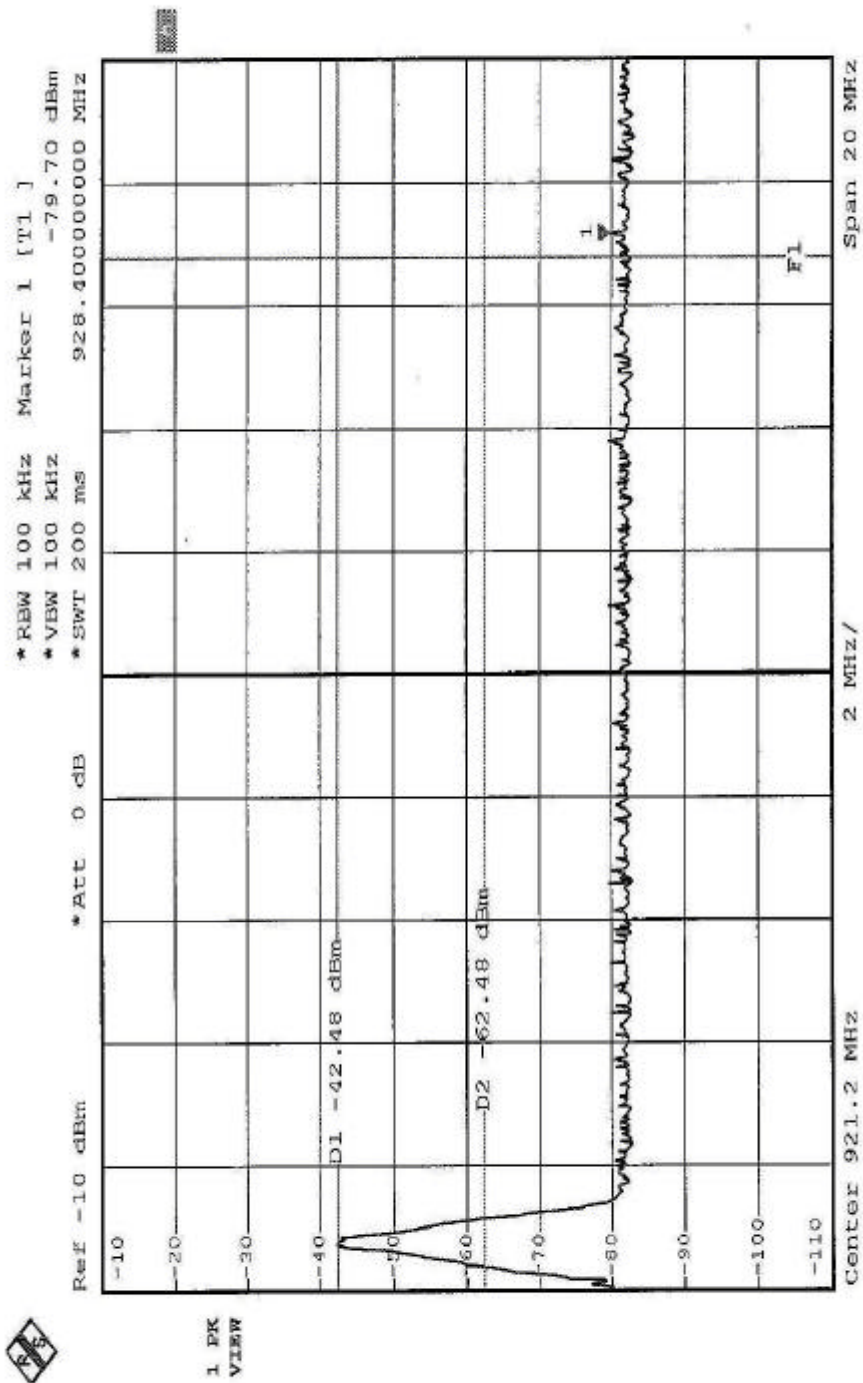 R S
*RBW 100 kHz Marker 1 [T1 ]
*VBW 100 kHz -79.70 dBm
Ref -10 dBm *Att 0 dB *SWT 200 ms 928.400000000 MHz
-10
-20
1 PK
VIEW
-30
-40
D1 -42.48 dBm
-50
-60
D2 -62.48 dBm
-70
1
-80
-90
-100
F1
-110
Center 921.2 MHz 2 MHz/ Span 20 MHz